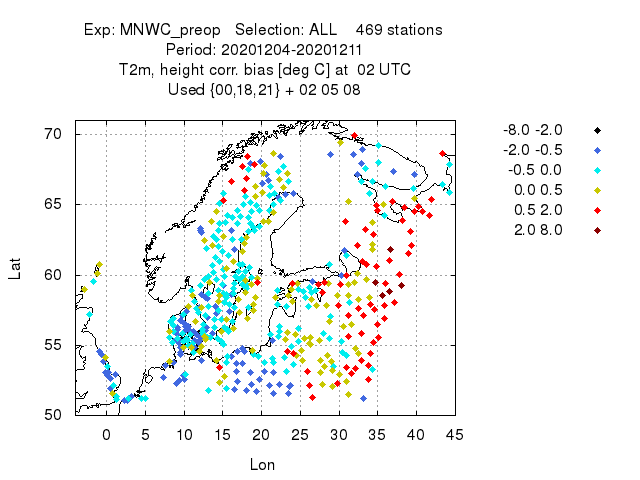 Exp: MNWC_preop Selection: ALL 469 stations
Period: 20201204-20201211
T2m, height corr. bias [deg C] at 02 UTC
Used {00,18,21} + 02 05 08
-8.0 -2.0
-2.0 -0.5
-0.5 0.0
0.0 0.5
0.5 2.0
2.0 8.0
Lat
70
65
60
55
50
0 5 10 15 20 25 30 35 40 45
Lon